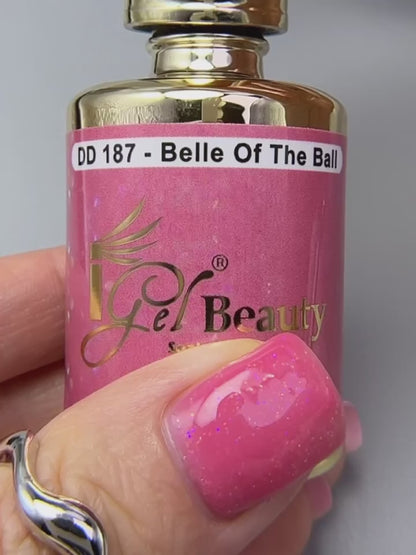 DD 187 - Belle Of The Ball
iGel Beauty®